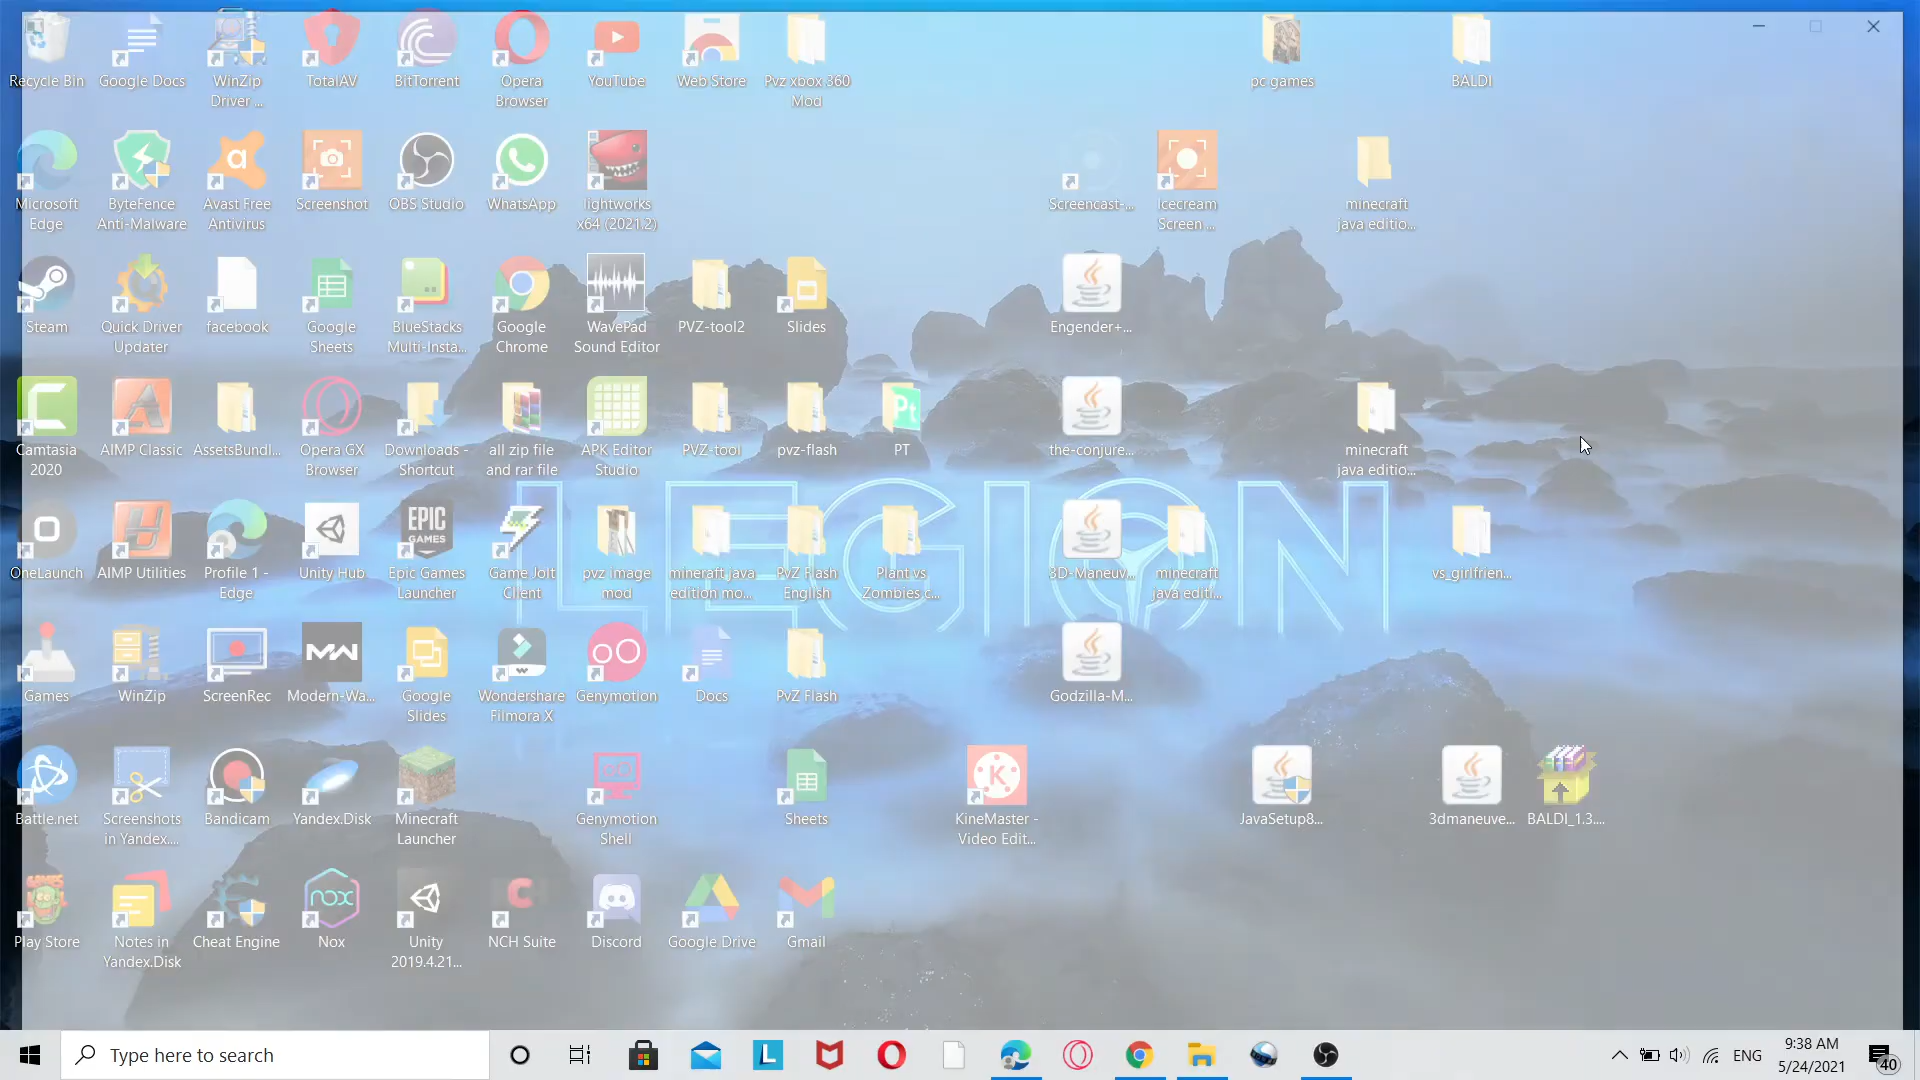 Recycle Bin
Google Docs
WinZip
Driver ...
TotalAV
BitTorrent
Opera
Browser
YouTube
Web Store
Pvz xbox 360
Mod
pc games
BALDI
Microsoft
Edge
ByteFence
Anti-Malware
Avast Free
Antivirus
Screenshot
OBS Studio
WhatsApp
lightworks
x64 (2021.2)
Screencast-...
Icecream
Screen ...
minecraft
java editio...
Steam
Quick Driver
Updater
facebook
Google
Sheets
BlueStacks
Multi-Insta...
Google
Chrome
WavePad
Sound Editor
PVZ-tool2
Slides
Engender+...
Camtasia
2020
AIMP Classic
AssetsBundl...
Opera GX
Browser
Downloads -
Shortcut
all zip file
and rar file
APK Editor
Studio
PVZ-tool
pvz-flash
Pt
PT
the-conjure...
minecraft
java editio...
LEGION
OneLaunch
AIMP Utilities
Profile 1 -
Edge
Unity Hub
EPIC
GAMES
Epic Games
Launcher
Game Jolt
Client
pvz image
mod
mineraft java
edition mo...
PvZ Flash
English
Plant vs
Zombies.c...
3D-Maneuv...
minecraft
java editi...
vs_girlfrien...
Games
WinZip
ScreenRec
MW
Modern-Wa...
Google
Slides
Wondershare
Filmora X
Genymotion
Docs
PvZ Flash
Godzilla-M...
Battle.net
Screenshots
in Yandex....
Bandicam
Yandex.Disk
Minecraft
Launcher
Genymotion
Shell
Sheets
K
KineMaster -
Video Edit...
JavaSetup8...
3dmaneuve...
BALDI_1.3....
Play Store
Notes in
Yandex.Disk
Cheat Engine
nox
Nox
Unity
2019.4.21...
C
NCH Suite
Discord
Google Drive
Gmail
Type here to search
L
ENG
9:38 AM
5/24/2021
40